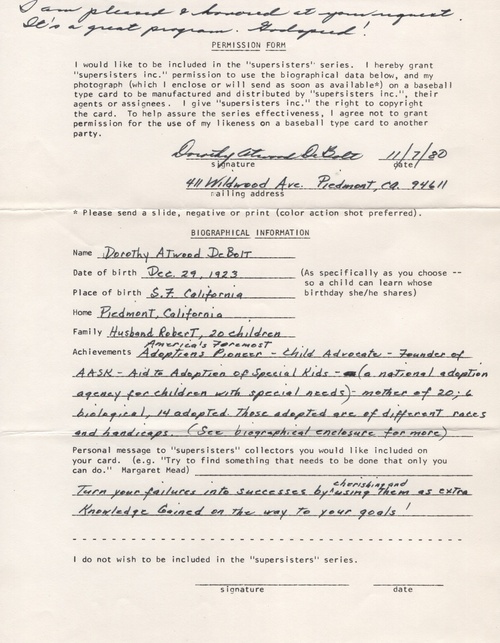 I am pleased & honored at your request.
It's a great program. Godspeed!
PERMISSION FORM
I would like to be included in the "supersisters" series. I hereby grant
"supersisters inc." permission to use the biographical data below, and my
photograph (which I enclose or will send as soon as available*) on a baseball
type card to be manufactured and distributed by "supersisters inc.", their
agents or assignees. I give "supersisters inc." the right to copyright
the card. To help assure the series effectiveness, I agree not to grant
permission for the use of my likeness on a baseball type card to another
party.
Dorothy Atwood DeBolt 11/7/80
signature date
411 Wildwood Ave. Piedmont, Ca. 94611
mailing address
* Please send a slide, negative or print (color action shot preferred).
BIOGRAPHICAL INFORMATION
Name Dorothy Atwood DeBolt
Date of birth Dec. 29, 1923 (As specifically as you choose --
so a child can learn whose
Place of birth S.F. California birthday she/he shares)
Home Piedmont, California
Family Husband Robert, 20 children
America's Foremost
Achievements Adoptions Pioneer - Child Advocate - Founder of
AASK - Aid to Adoption of Special Kids - (a national adoption
agency for children with special needs) - mother of 20; 6
biological, 14 adopted. Those adopted are of different races
and handicaps. (See biographical enclosure for more)
Personal message to "supersisters" collectors you would like included on
your card. (e.g. "Try to find something that needs to be done that only you
can do." Margaret Mead)
cherishing and
Turn your failures into successes by ^using them as extra
Knowledge Gained on the way to your goals!
I do not wish to be included in the "supersisters" series.
signature date